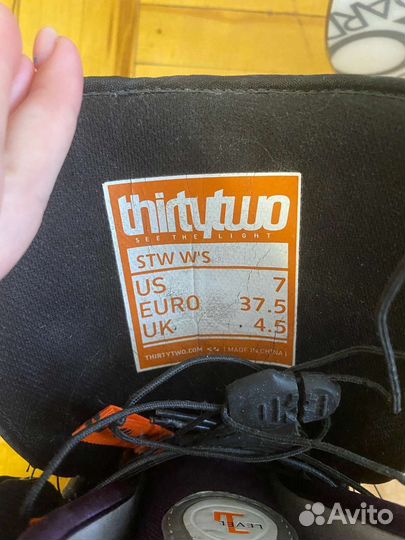 thirtytwo
SEE THE LIGHT
STW W'S
US 7
EURO 37.5
UK 4.5
THIRTYTWO.COM | MADE IN CHINA |
LEVEL
Avito